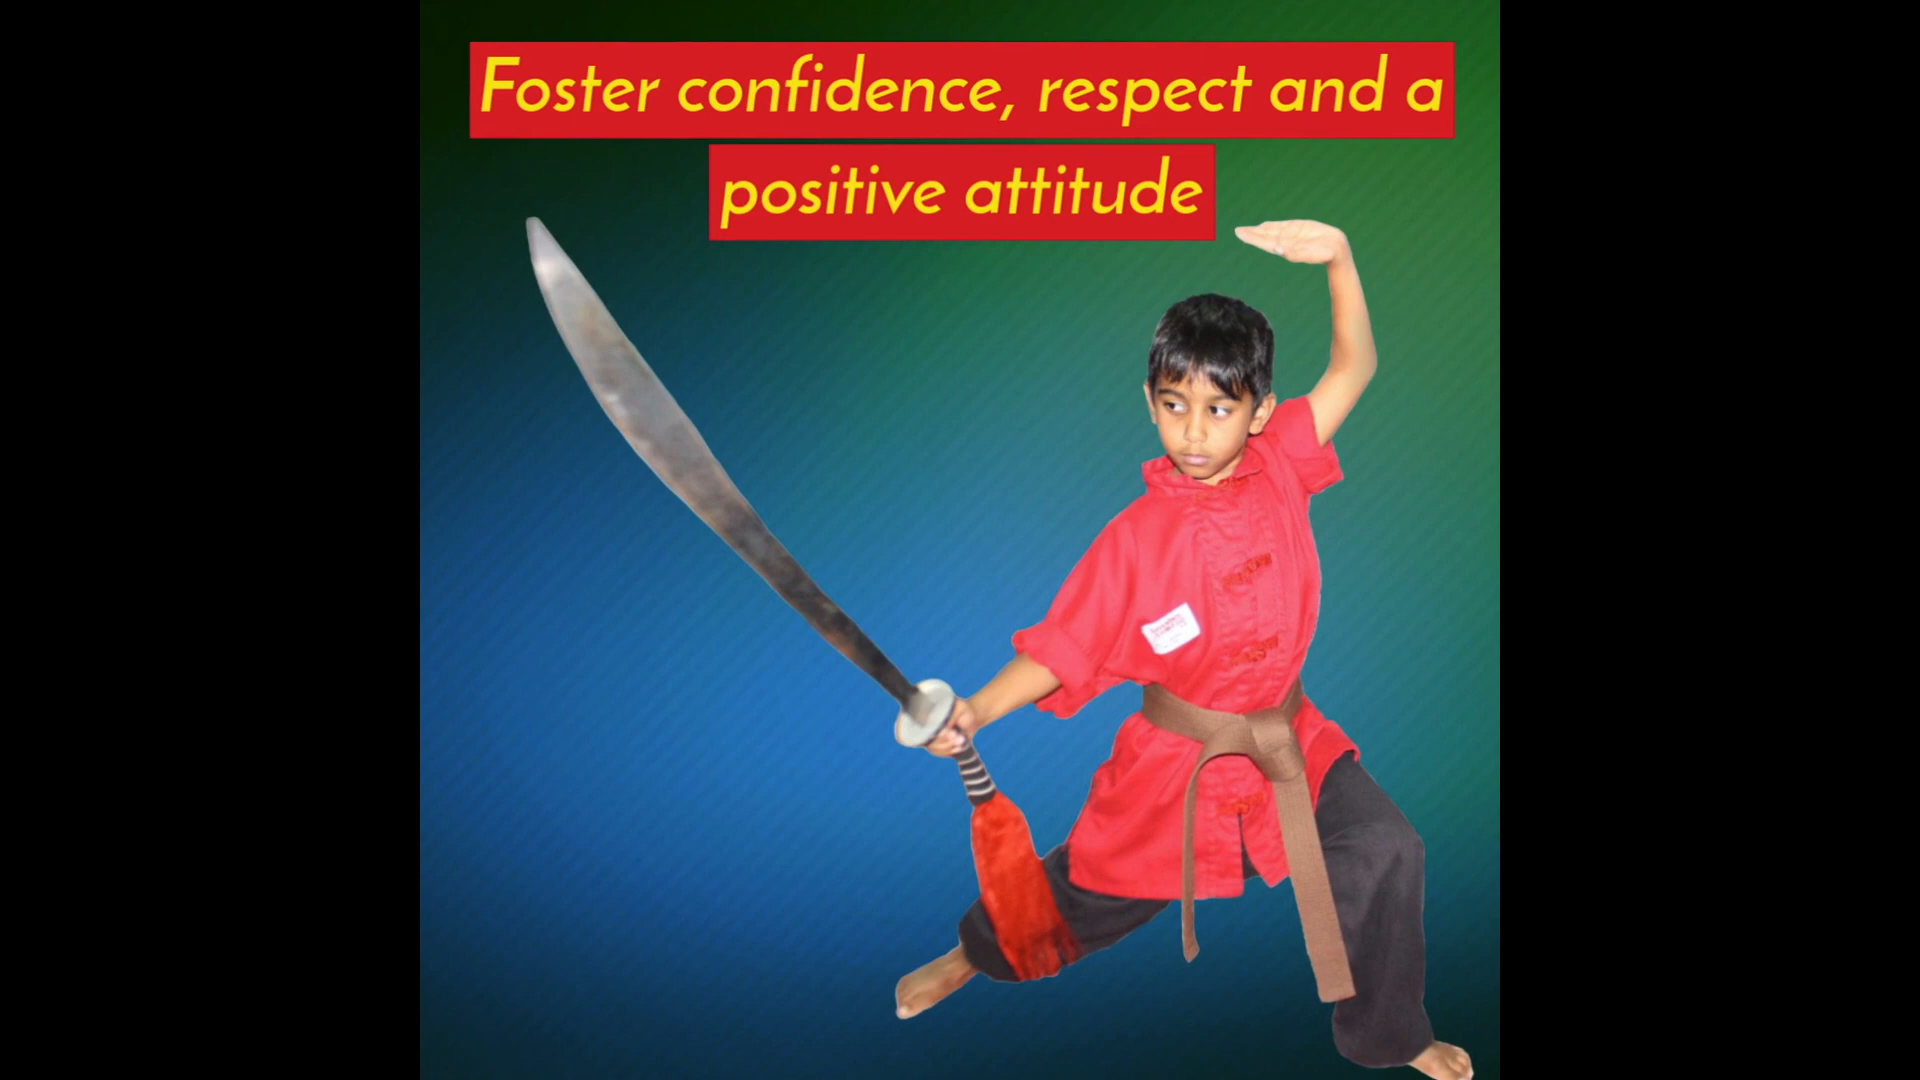 Foster confidence, respect and a
positive attitude